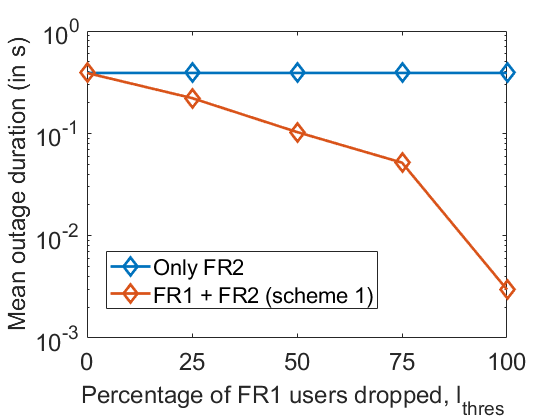 Mean outage duration (in s)
10^0
10^-1
10^-2
10^-3
Only FR2
FR1 + FR2 (scheme 1)
0 25 50 75 100
Percentage of FR1 users dropped, l_thres